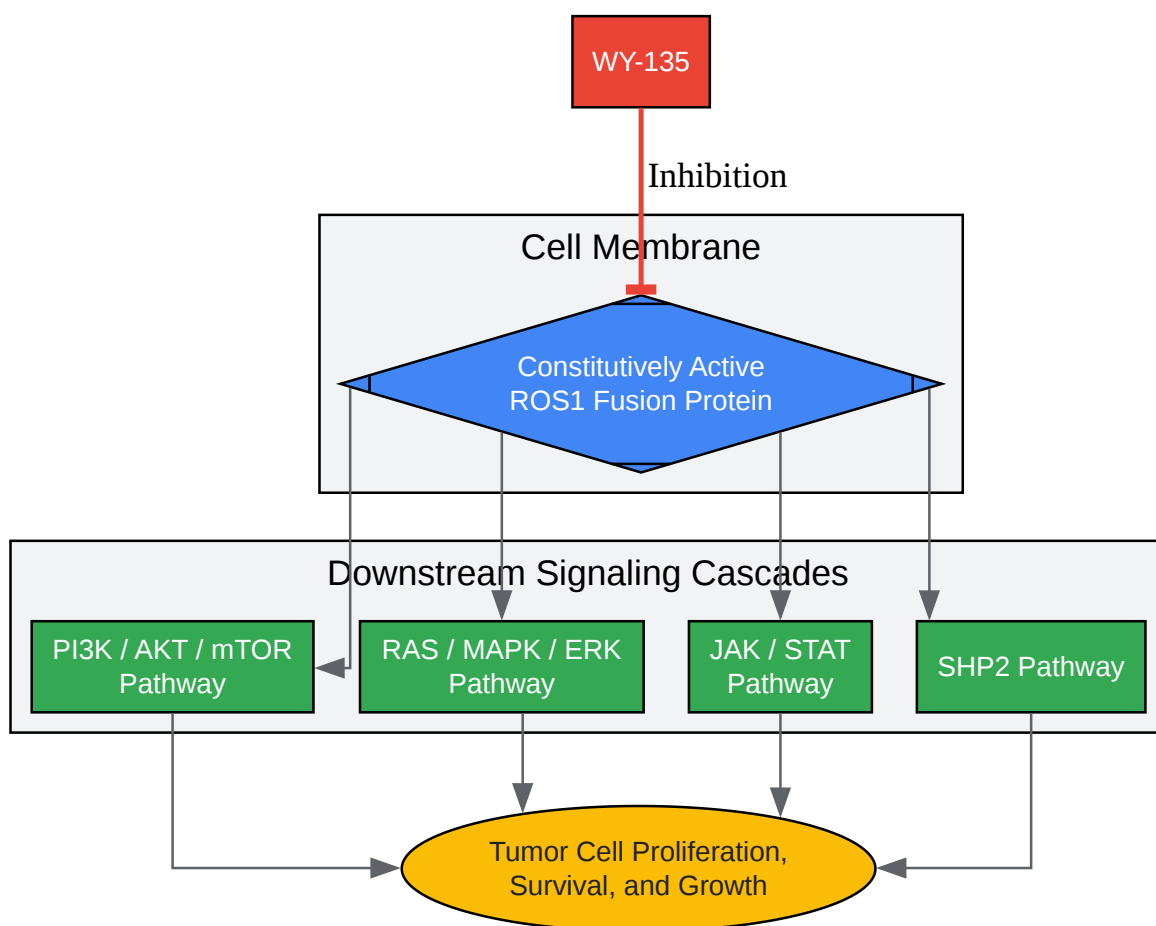 WY-135
Inhibition
Cell Membrane
Constitutively Active
ROS1 Fusion Protein
Downstream Signaling Cascades
PI3K / AKT / mTOR
Pathway
RAS / MAPK / ERK
Pathway
JAK / STAT
Pathway
SHP2 Pathway
Tumor Cell Proliferation,
Survival, and Growth